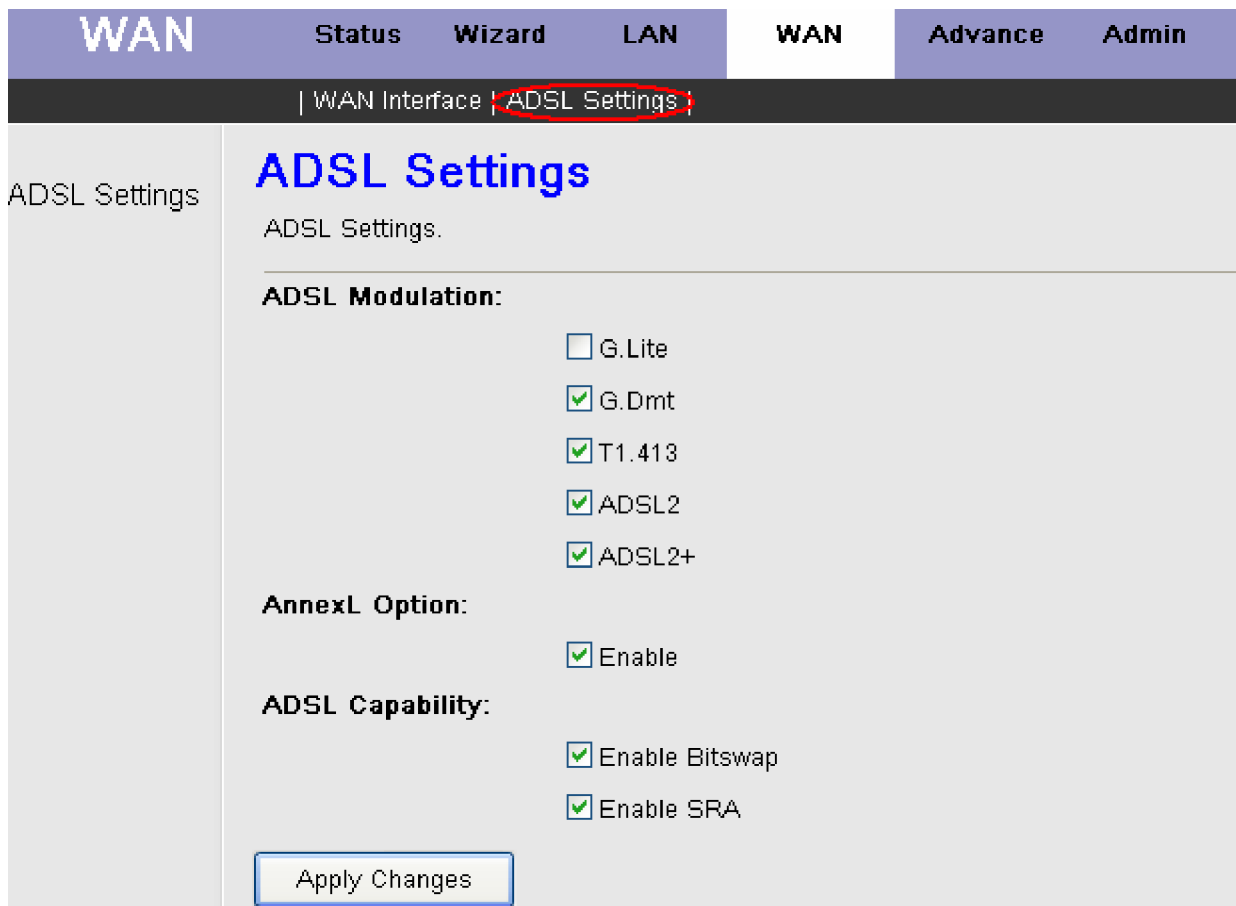 WAN Status Wizard LAN WAN Advance Admin
| WAN Interface | ADSL Settings |
ADSL Settings
ADSL Settings
ADSL Settings.
ADSL Modulation:
G.Lite
G.Dmt
T1.413
ADSL2
ADSL2+
AnnexL Option:
Enable
ADSL Capability:
Enable Bitswap
Enable SRA
Apply Changes